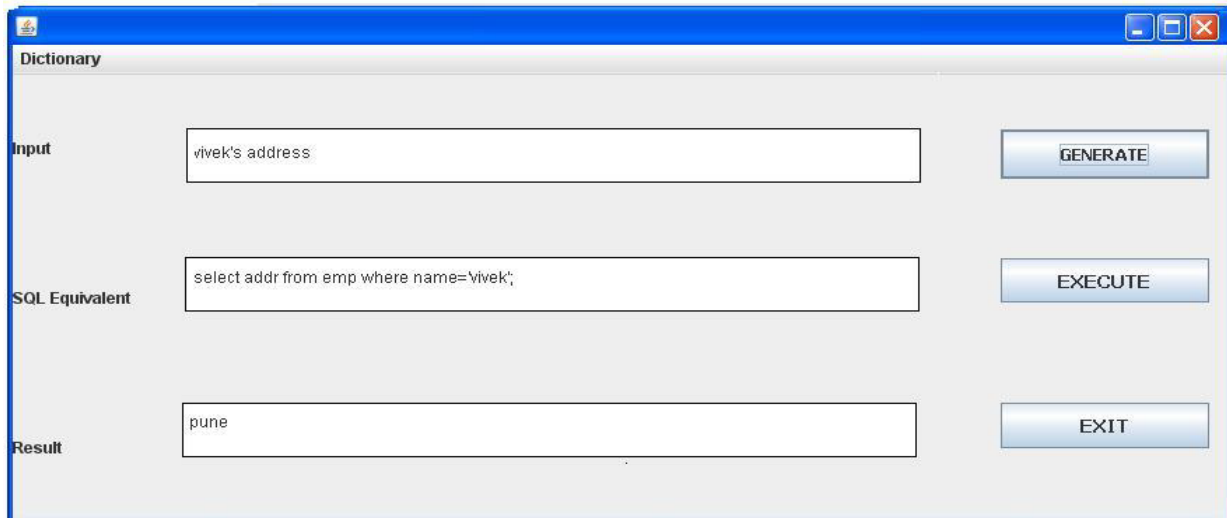 Dictionary
Input
vivek's address
GENERATE
select addr from emp where name='vivek';
EXECUTE
SQL Equivalent
pune
EXIT
Result